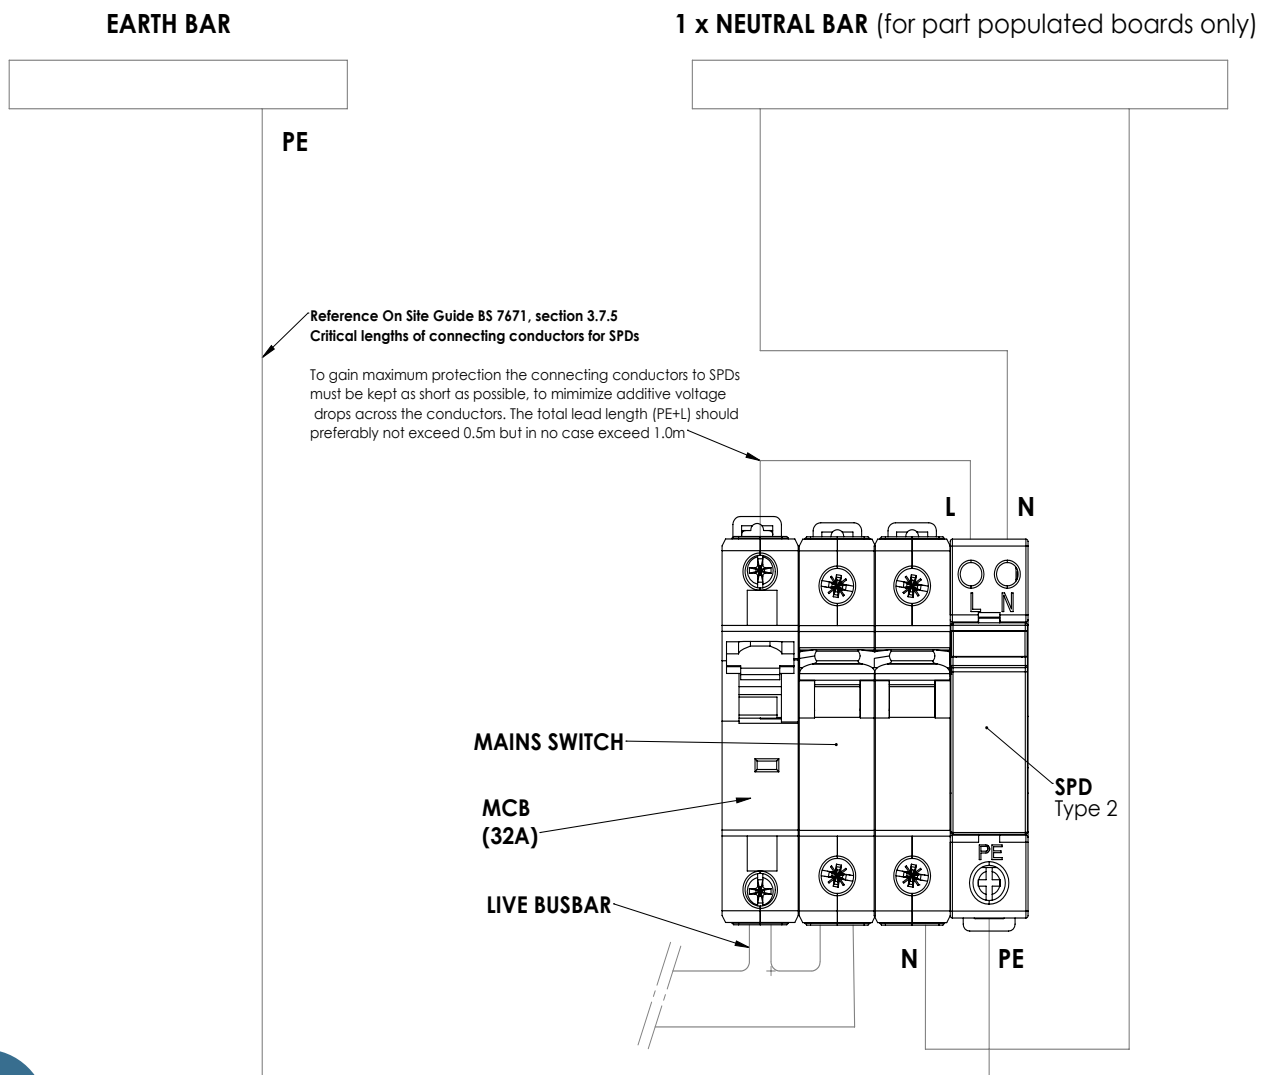 EARTH BAR
1 x NEUTRAL BAR (for part populated boards only)
PE
Reference On Site Guide BS 7671, section 3.7.5
Critical lengths of connecting conductors for SPDs
To gain maximum protection the connecting conductors to SPDs
must be kept as short as possible, to mimimize additive voltage
drops across the conductors. The total lead length (PE+L) should
preferably not exceed 0.5m but in no case exceed 1.0m
L N
L N
MAINS SWITCH
SPD
Type 2
MCB
(32A)
PE
LIVE BUSBAR
N PE